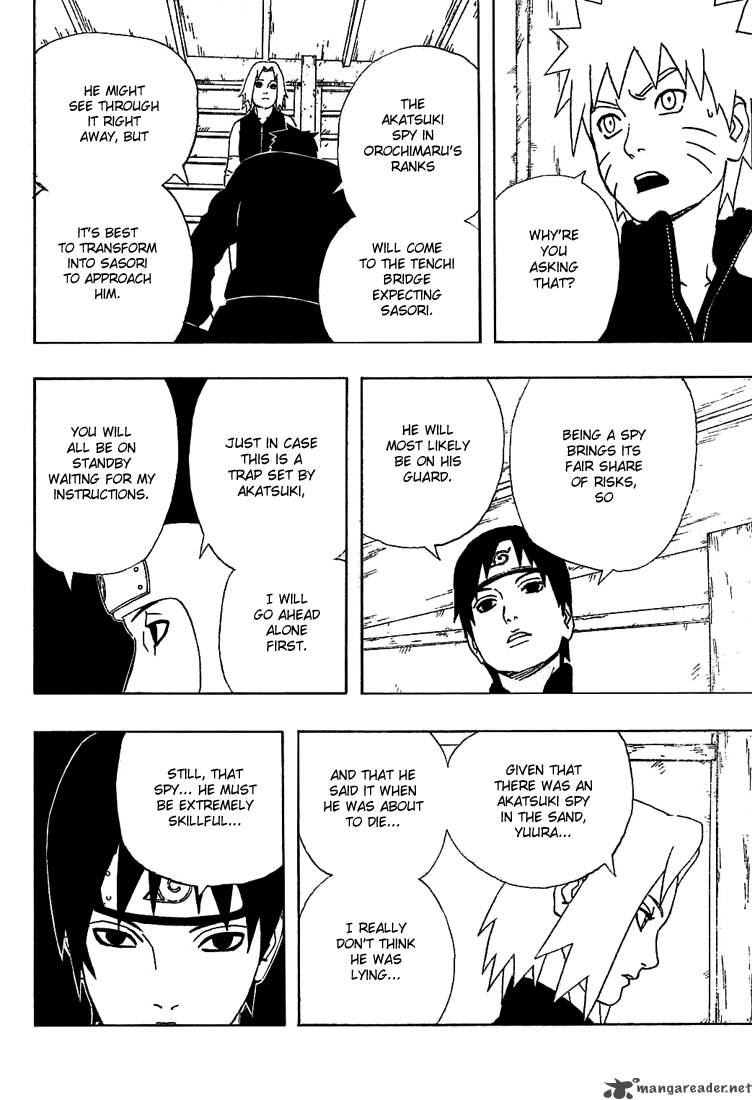 WHY'RE
YOU
ASKING
THAT?
THE
AKATSUKI
SPY IN
OROCHIMARU'S
RANKS
WILL COME
TO THE TENCHI
BRIDGE
EXPECTING
SASORI.
HE MIGHT
SEE THROUGH
IT RIGHT
AWAY, BUT
IT'S BEST
TO TRANSFORM
INTO SASORI
TO APPROACH
HIM.
BEING A SPY
BRINGS ITS
FAIR SHARE
OF RISKS,
SO
HE WILL
MOST LIKELY
BE ON HIS
GUARD.
JUST IN CASE
THIS IS A
TRAP SET BY
AKATSUKI,
I WILL
GO AHEAD
ALONE
FIRST.
YOU WILL
ALL BE ON
STANDBY
WAITING FOR MY
INSTRUCTIONS.
GIVEN THAT
THERE WAS AN
AKATSUKI SPY
IN THE SAND,
YUURA...
AND THAT HE
SAID IT WHEN
HE WAS ABOUT
TO DIE...
I REALLY
DON'T THINK
HE WAS
LYING...
STILL, THAT
SPY... HE MUST
BE EXTREMELY
SKILLFUL...
mangareader.net